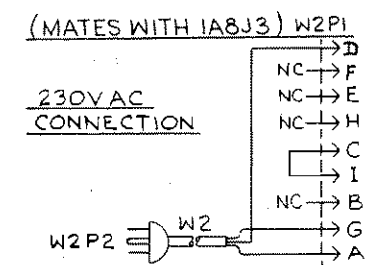 (MATES WITH 1A8J3) W2P1
D
NC F
230VAC NC E
CONNECTION NC H
C
I
NC B
W2 G
W2P2 A